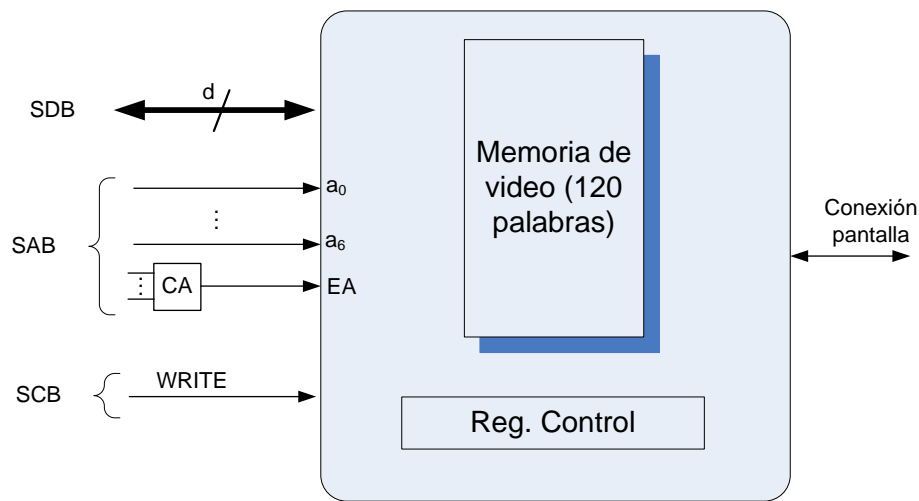 SDB
d
SAB
a0
⋮
a6
⋮
CA
EA
SCB
WRITE
Memoria de
video (120
palabras)
Reg. Control
Conexión
pantalla